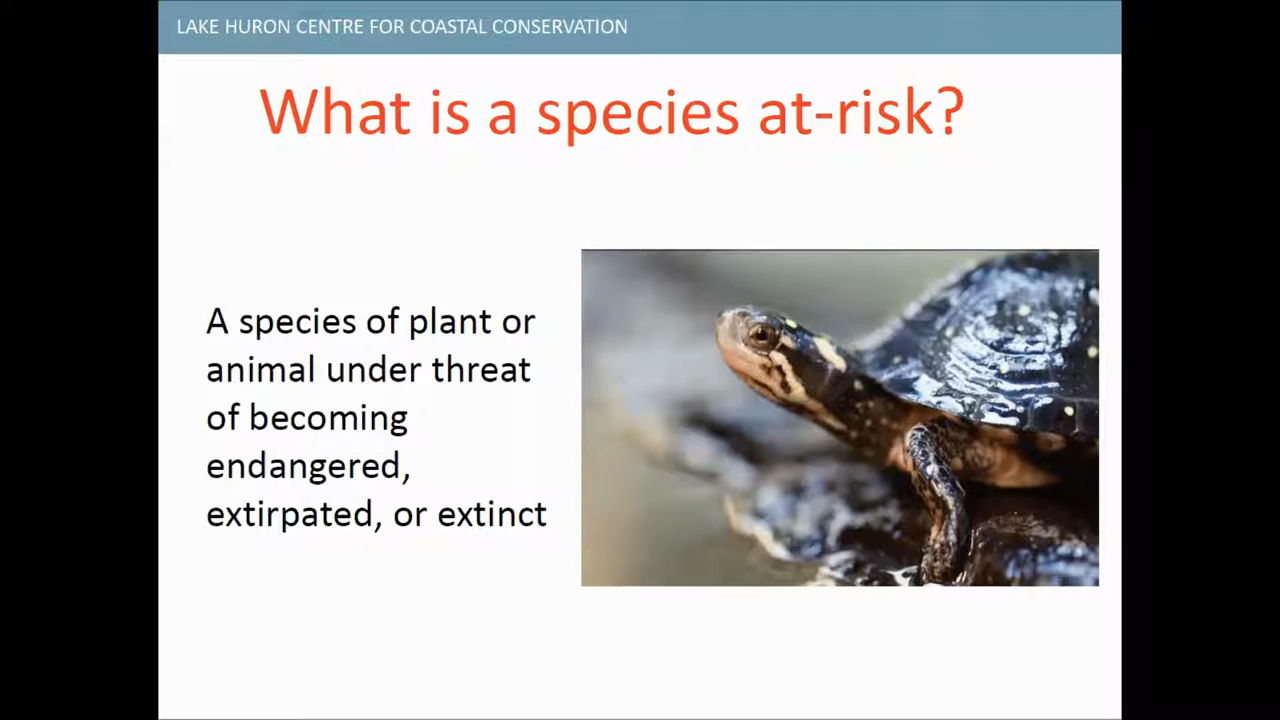 LAKE HURON CENTRE FOR COASTAL CONSERVATION
What is a species at-risk?
A species of plant or
animal under threat
of becoming
endangered,
extirpated, or extinct